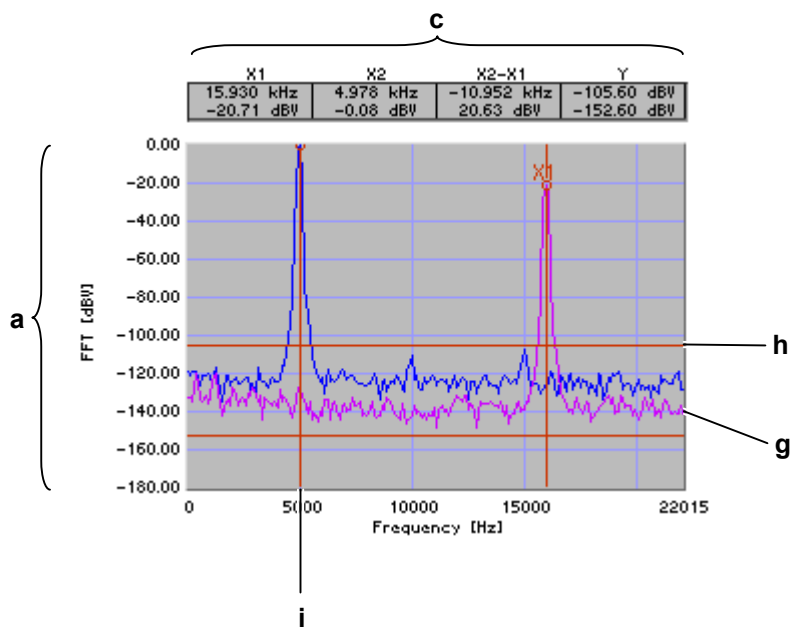 c
X1 X2 X2-X1 Y
15.930 kHz 4.978 kHz -10.952 kHz -105.60 dBV
-20.71 dBV -0.08 dBV 20.63 dBV -152.60 dBV
0.00
-20.00
X1
-40.00
-60.00
-80.00
a
FFT [dBV]
-100.00
h
-120.00
-140.00
g
-160.00
-180.00
0 5000 10000 15000 22015
Frequency [Hz]
i